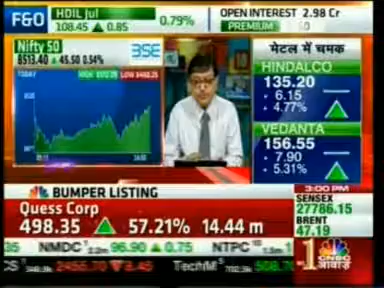 F&O
HDIL Jul
108.45 ▲ 0.85 0.79%
OPEN INTEREST 2.98 Cr
PREMIUM
Nifty 50
8513.40 ▲ 45.50 0.54%
BSE
TODAY
मेटल में चमक
HINDALCO
135.20
6.15
4.77%
VEDANTA
156.55
7.90
5.31%
BUMPER LISTING
Quess Corp
498.35 ▲ 57.21% 14.44 m
3:00 PM
SENSEX
27786.15
BRENT
47.19
NMDC 96.90 ▲ 0.75 NTPC
TechM
CNBC
आवाज़